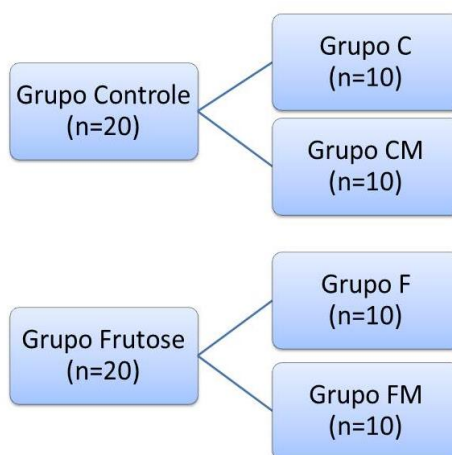 Grupo Controle
(n=20)
Grupo C
(n=10)
Grupo CM
(n=10)
Grupo Frutose
(n=20)
Grupo F
(n=10)
Grupo FM
(n=10)